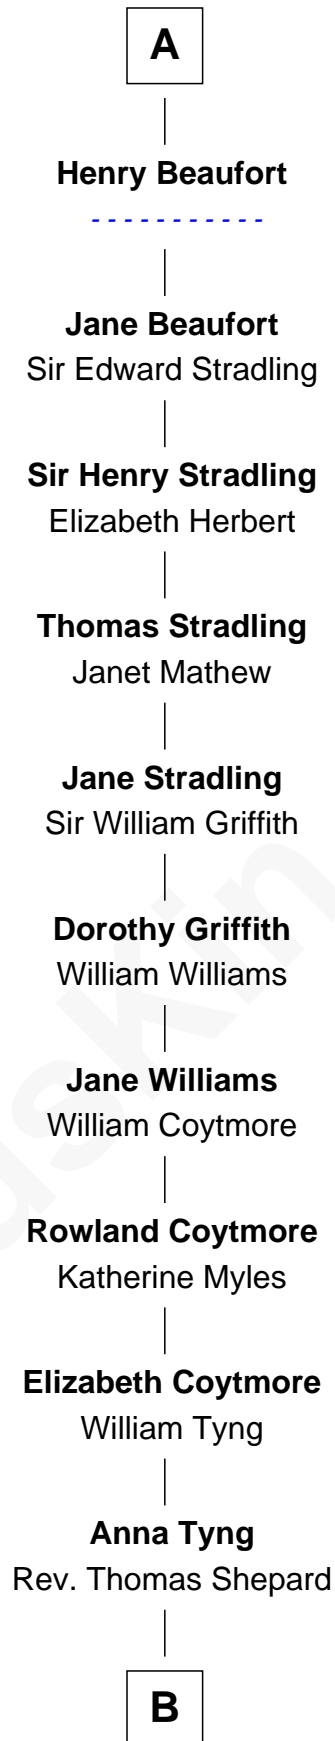 A
Henry Beaufort
- - - - - - - - - - -
Jane Beaufort
Sir Edward Stradling
Sir Henry Stradling
Elizabeth Herbert
Thomas Stradling
Janet Mathew
Jane Stradling
Sir William Griffith
Dorothy Griffith
William Williams
Jane Williams
William Coytmore
Rowland Coytmore
Katherine Myles
Elizabeth Coytmore
William Tyng
Anna Tyng
Rev. Thomas Shepard
B